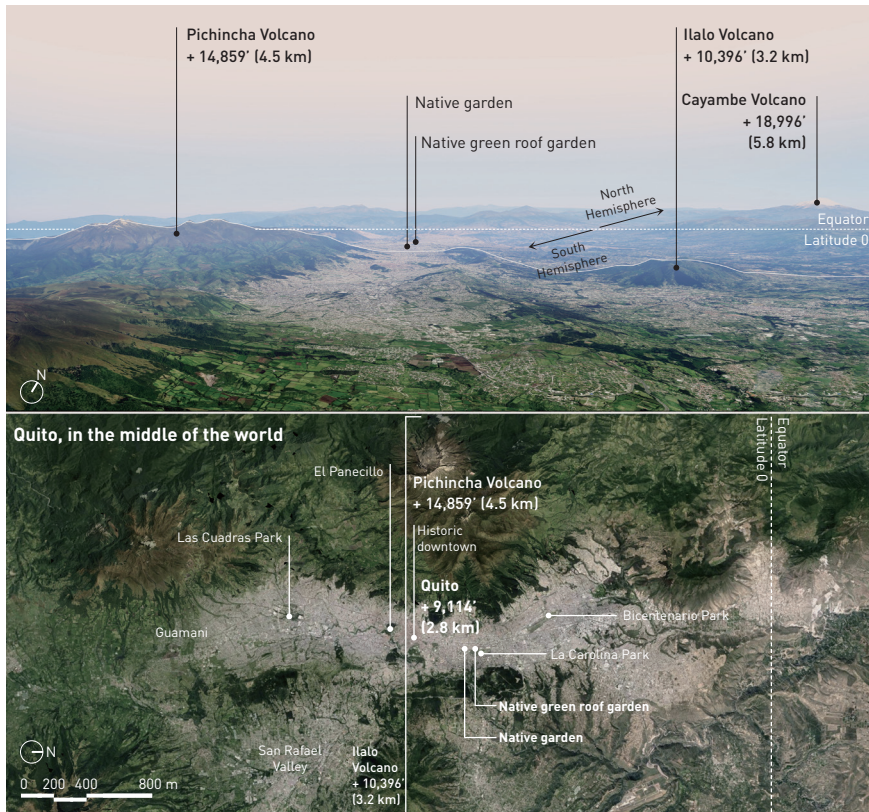 Pichincha Volcano
+ 14,859’ (4.5 km)
Ilalo Volcano
+ 10,396’ (3.2 km)
Native garden
Cayambe Volcano
+ 18,996’
(5.8 km)
Native green roof garden
North
Hemisphere
South
Hemisphere
Equator
Latitude 0
N
Quito, in the middle of the world
El Panecillo
Las Cuadras Park
Guamani
Pichincha Volcano
+ 14,859’ (4.5 km)
Historic
downtown
Quito
+ 9,114’
(2.8 km)
Bicentenario Park
La Carolina Park
Native green roof garden
Native garden
Equator
Latitude 0
San Rafael
Valley
Ilalo
Volcano
+ 10,396’
(3.2 km)
N
0 200 400 800 m